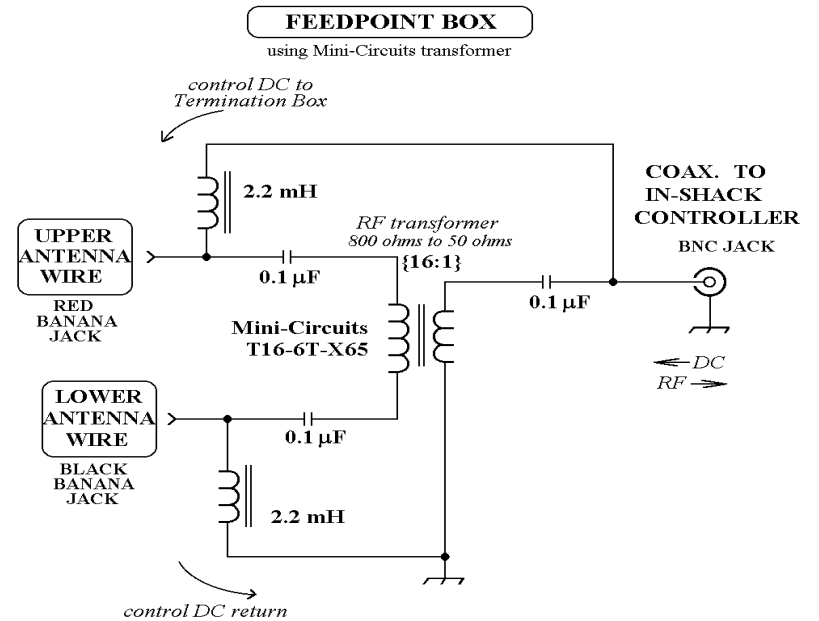 FEEDPOINT BOX
using Mini-Circuits transformer
control DC to
Termination Box
2.2 mH
COAX. TO
IN-SHACK
CONTROLLER
BNC JACK
RF transformer
800 ohms to 50 ohms
{16:1}
UPPER
ANTENNA
WIRE
RED
BANANA
JACK
0.1 µF
0.1 µF
Mini-Circuits
T16-6T-X65
DC
RF
LOWER
ANTENNA
WIRE
BLACK
BANANA
JACK
0.1 µF
2.2 mH
control DC return